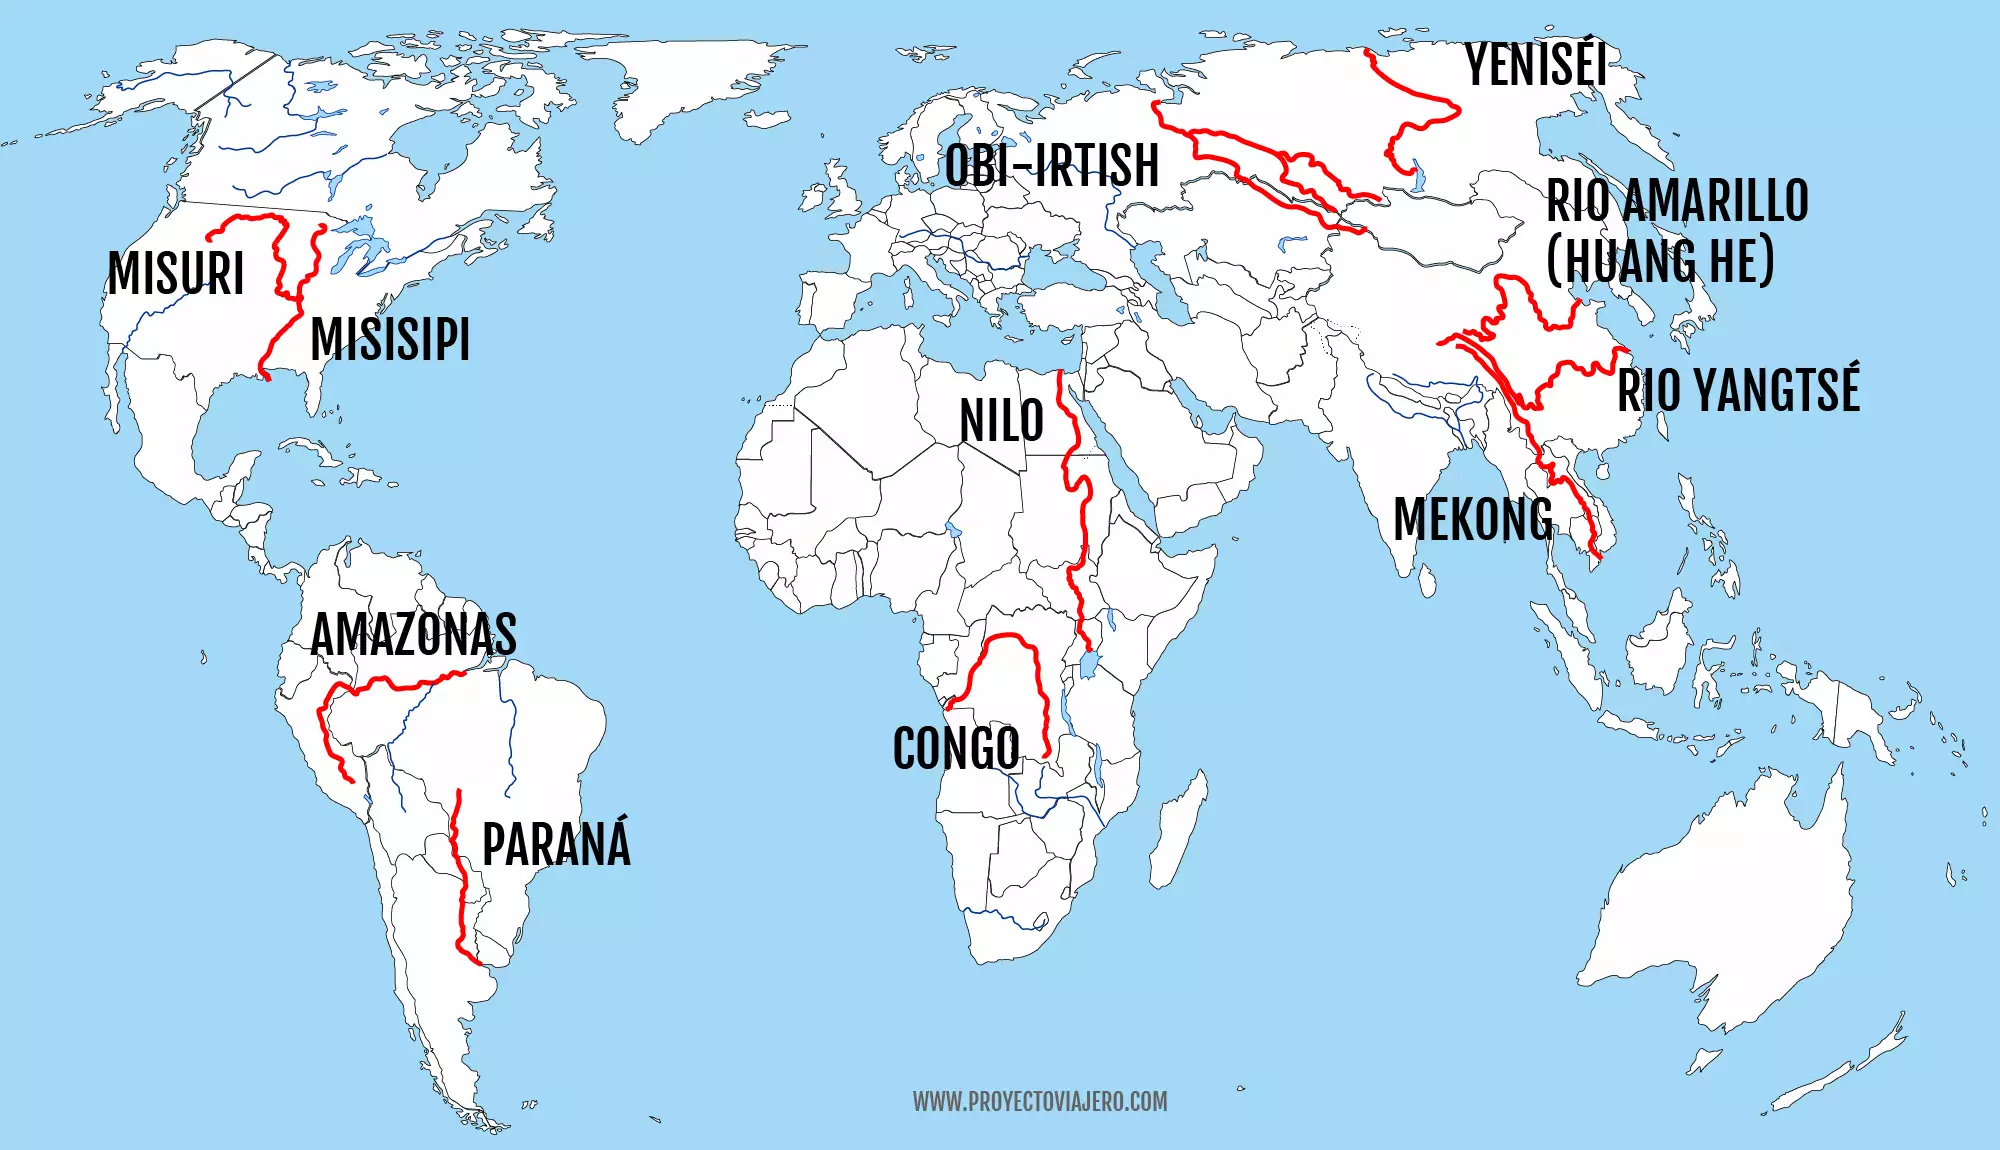 YENISÉI
OBI-IRTISH
RIO AMARILLO
(HUANG HE)
MISURI
MISISIPI
RIO YANGTSÉ
NILO
MEKONG
AMAZONAS
CONGO
PARANÁ
WWW.PROYECTOVIAJERO.COM